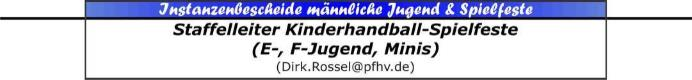 Instanzenbescheide männliche Jugend & Spielfeste
Staffelleiter Kinderhandball-Spielfeste
(E-, F-Jugend, Minis)
(Dirk.Rossel@pfhv.de)